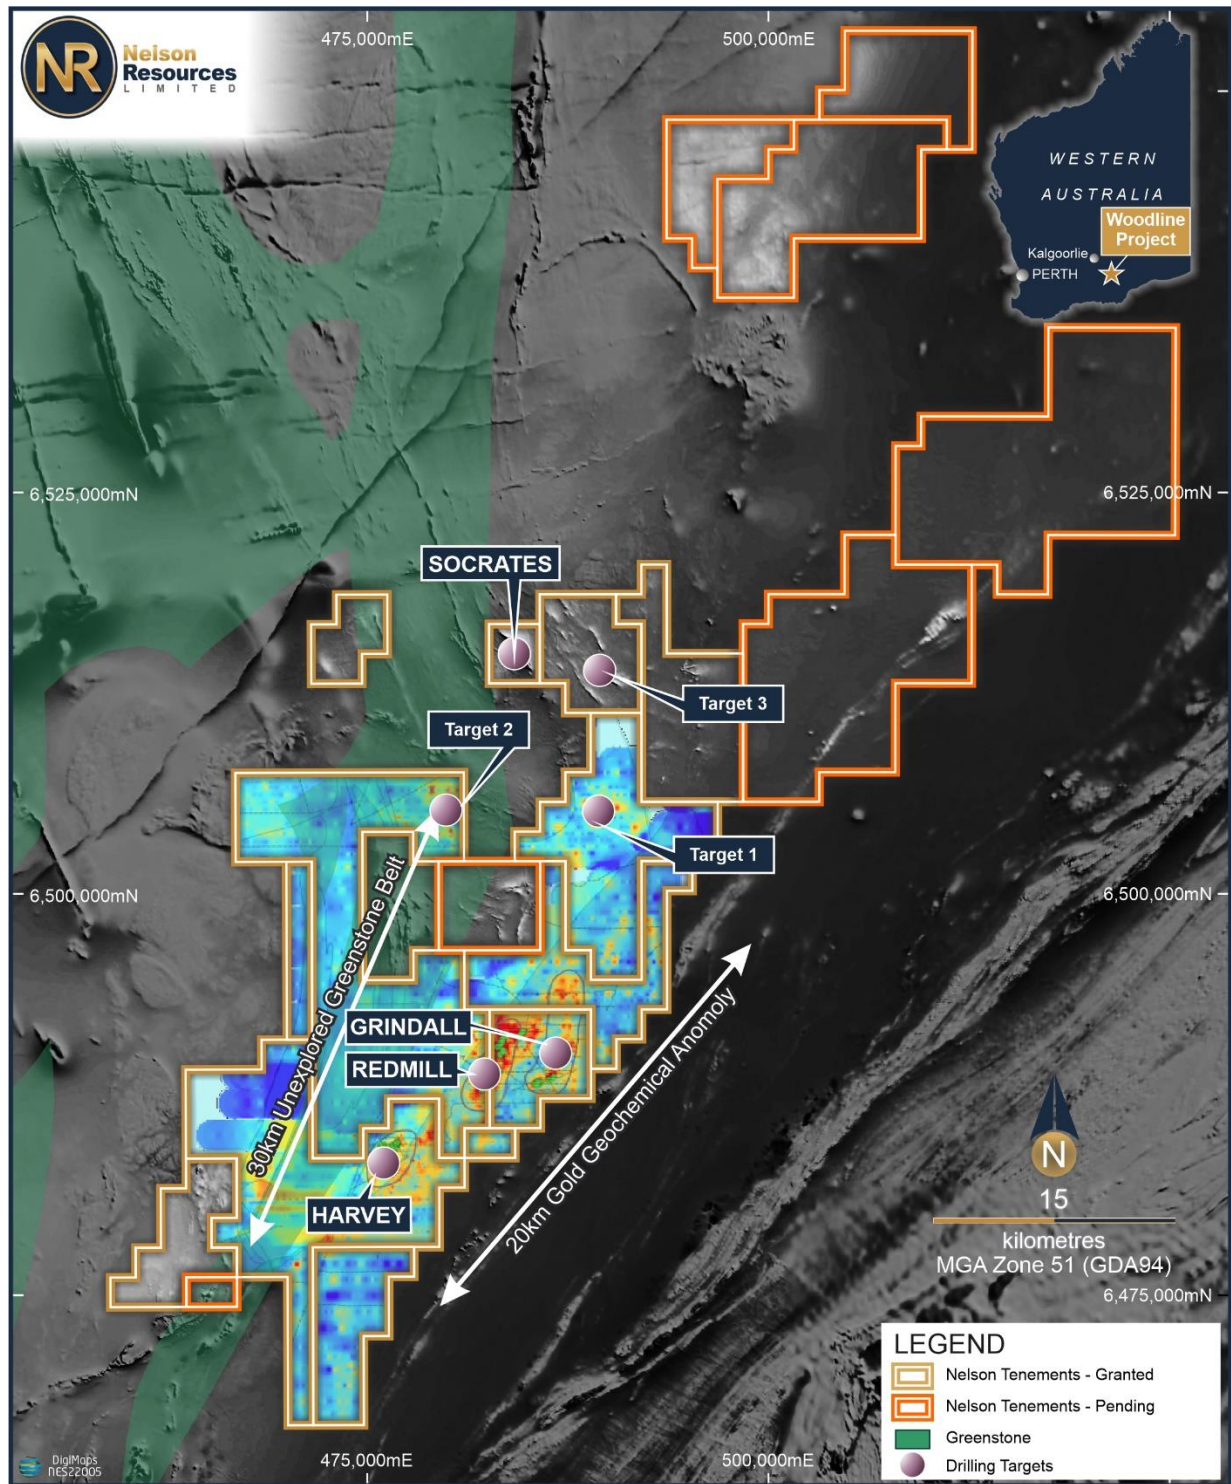 NR
Nelson
Resources
LIMITED
475,000mE
500,000mE
WESTERN
AUSTRALIA
Woodline
Project
Kalgoorlie
PERTH
6,525,000mN
6,525,000mN
SOCRATES
Target 3
Target 2
Target 1
6,500,000mN
6,500,000mN
30km Unexplored Greenstone Belt
GRINDALL
REDMILL
20km Gold Geochemical Anomoly
HARVEY
N
15
kilometres
MGA Zone 51 (GDA94)
6,475,000mN
LEGEND
Nelson Tenements - Granted
Nelson Tenements - Pending
Greenstone
Drilling Targets
475,000mE
500,000mE
DigiMaps
NES22005